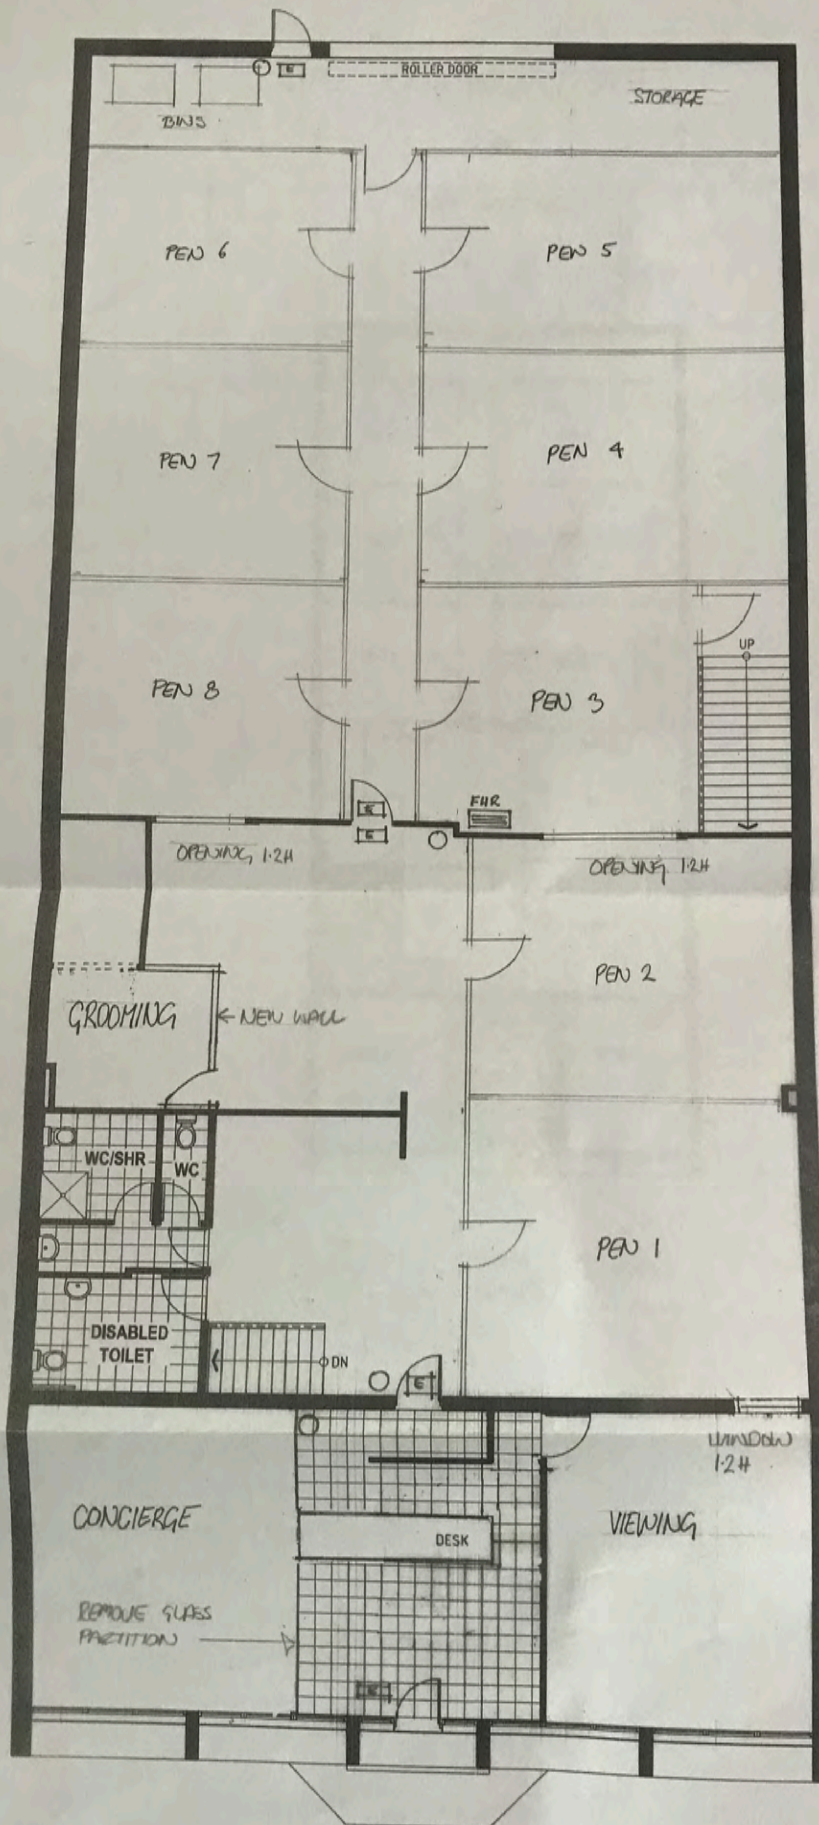 ROLLER DOOR
STORAGE
BINS
PEN 6
PEN 5
PEN 7
PEN 4
UP
PEN 8
PEN 3
FHR
E
E
OPENING 1.2H
OPENING 1.2H
PEN 2
GROOMING
← NEW WALL
WC/SHR
WC
PEN 1
DISABLED
TOILET
DN
E
WINDOW
1.2H
CONCIERGE
VIEWING
DESK
REMOVE GLASS
PARTITION